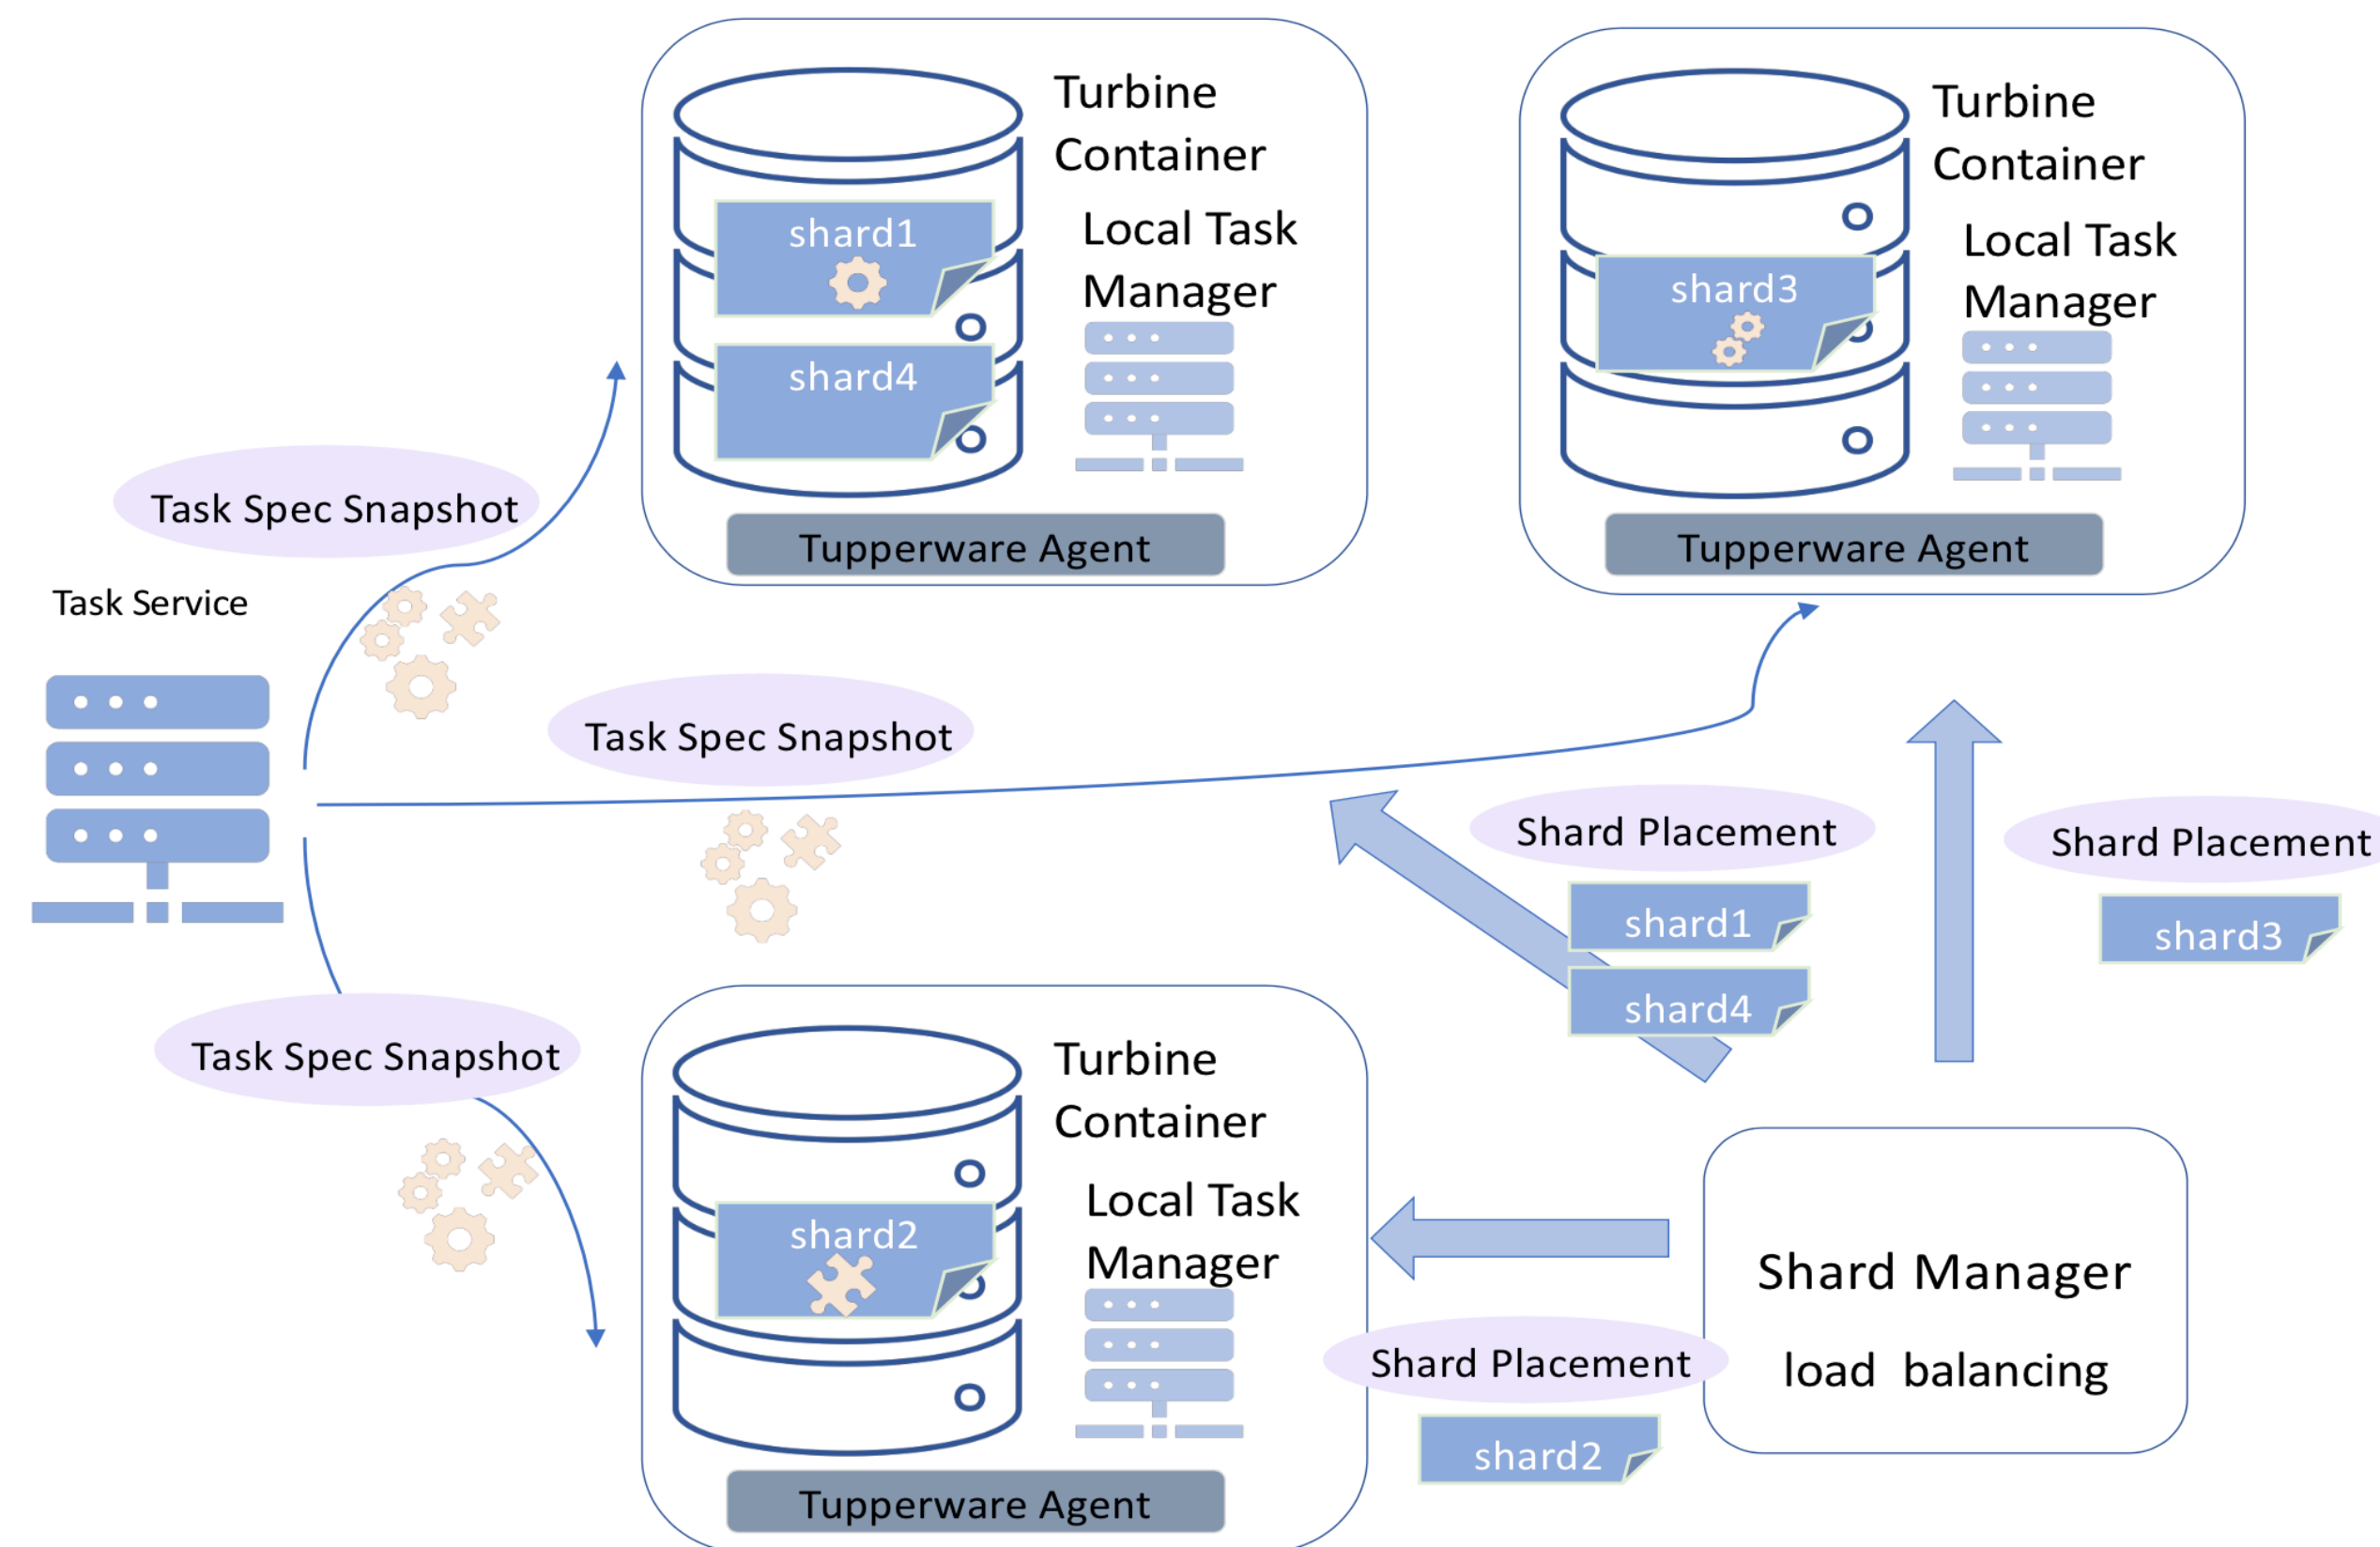 Turbine
Container
Local Task
Manager
shard1
shard4
Tupperware Agent
Turbine
Container
Local Task
Manager
shard3
Tupperware Agent
Task Spec Snapshot
Task Service
Task Spec Snapshot
Task Spec Snapshot
Shard Placement
shard1
shard4
Shard Placement
shard3
Turbine
Container
Local Task
Manager
shard2
Tupperware Agent
Shard Manager
load balancing
Shard Placement
shard2